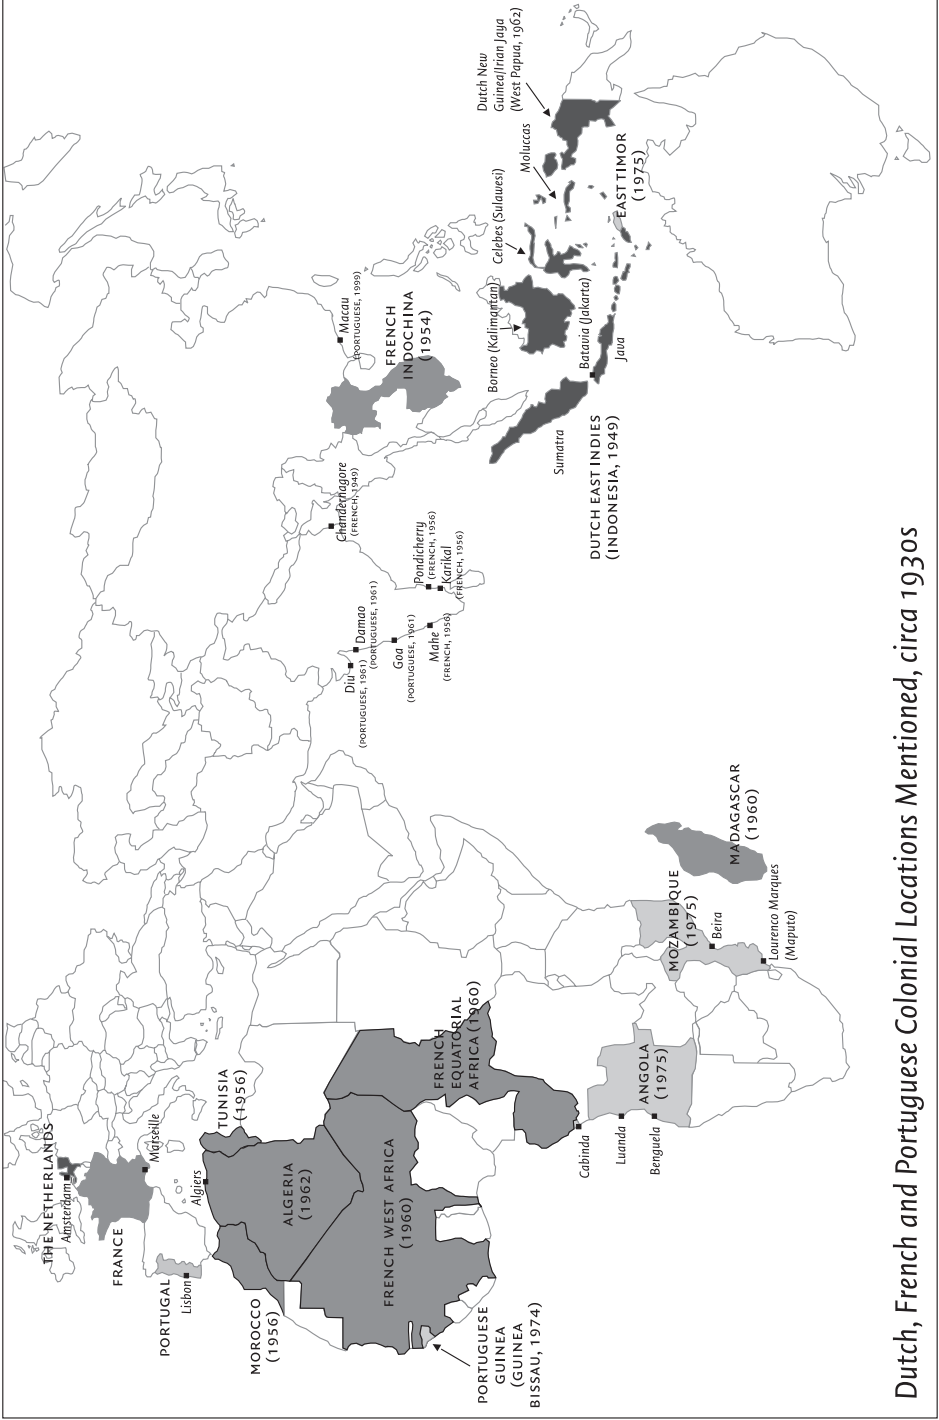 THE NETHERLANDS
Amsterdam
FRANCE
Marseille
PORTUGAL
Lisbon
Algiers
TUNISIA
(1956)
MOROCCO
(1956)
ALGERIA
(1962)
FRENCH WEST AFRICA
(1960)
FRENCH
EQUATORIAL
AFRICA (1960)
PORTUGUESE
GUINEA
(GUINEA
BISSAU, 1974)
Cabinda
Luanda
Benguela
ANGOLA
(1975)
MOZAMBIQUE
(1975)
Beira
Lourenco Marques
(Maputo)
MADAGASCAR
(1960)
Diu
(PORTUGUESE, 1961)
Damao
(PORTUGUESE, 1961)
Goa
(PORTUGUESE, 1961)
Mahe
(FRENCH, 1956)
Pondicherry
(FRENCH, 1956)
Karikal
(FRENCH, 1956)
Chandernagore
(FRENCH, 1949)
Macau
(PORTUGUESE, 1999)
FRENCH
INDOCHINA
(1954)
Sumatra
DUTCH EAST INDIES
(INDONESIA, 1949)
Borneo (Kalimantan)
Batavia (Jakarta)
Java
Celebes (Sulawesi)
Moluccas
Dutch New
Guinea/Irian Jaya
(West Papua, 1962)
EAST TIMOR
(1975)
Dutch, French and Portuguese Colonial Locations Mentioned, circa 1930s